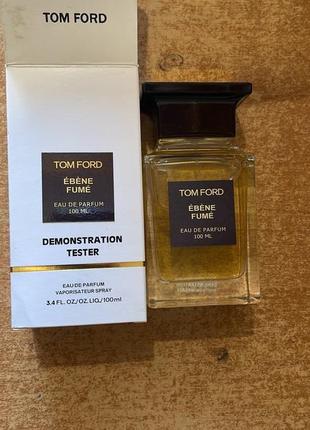 TOM FORD
TOM FORD
ÉBÈNE
FUMÉ
EAU DE PARFUM
100 ML
DEMONSTRATION
TESTER
EAU DE PARFUM
VAPORISATEUR SPRAY
3.4 FL. OZ./OZ. LIQ./100ml
TOM FORD
ÉBÈNE
FUMÉ
EAU DE PARFUM
100 ML